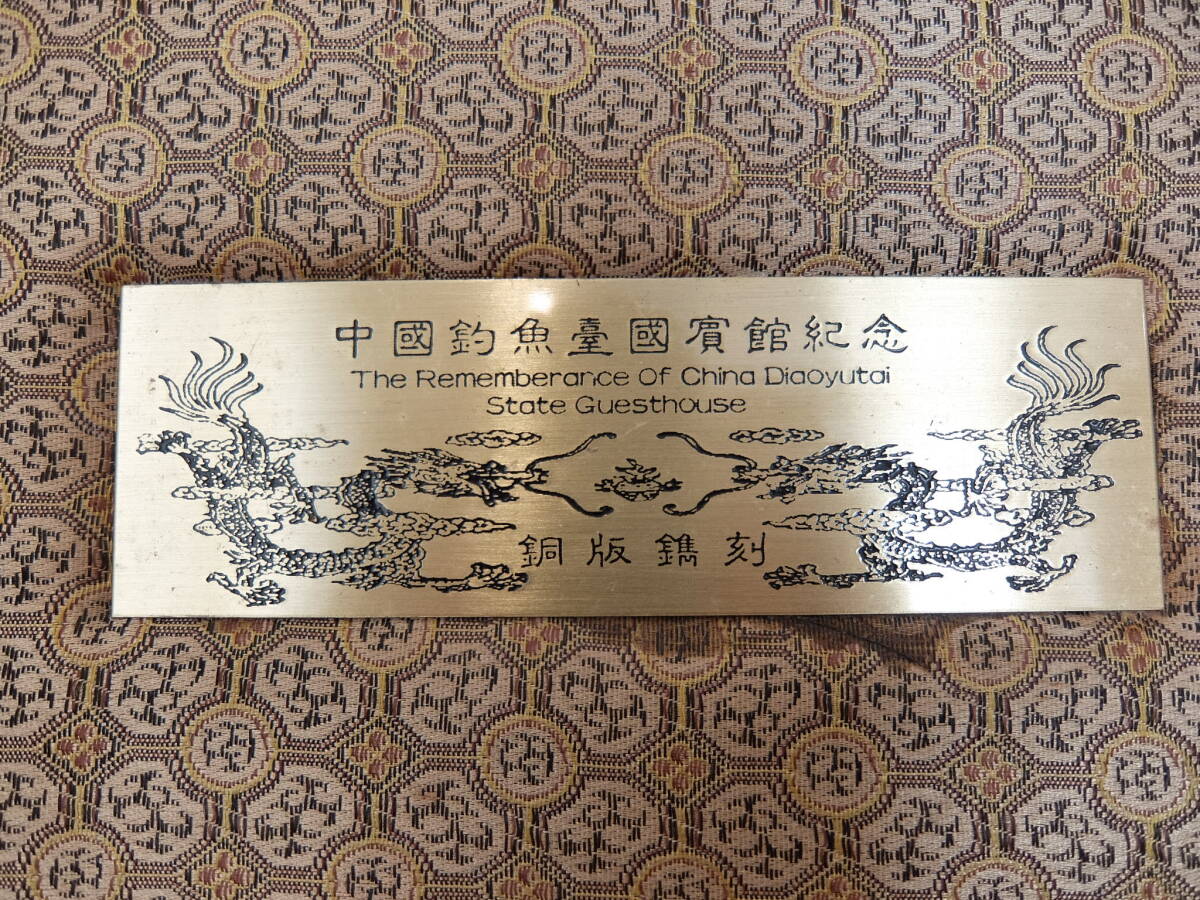 中國釣魚臺國賓館紀念
The Rememberance Of China Diaoyutai
State Guesthouse
銅版鐫刻